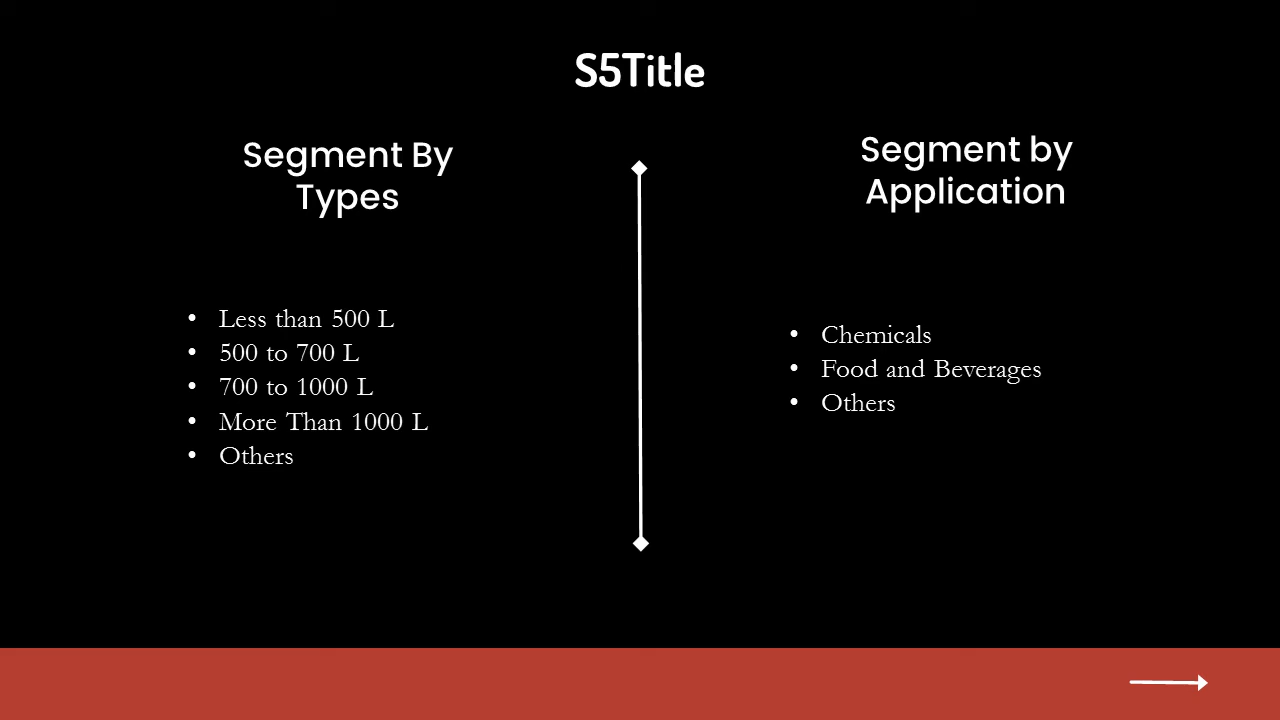 S5Title
Segment By
Types
• Less than 500 L
• 500 to 700 L
• 700 to 1000 L
• More Than 1000 L
• Others
Segment by
Application
• Chemicals
• Food and Beverages
• Others